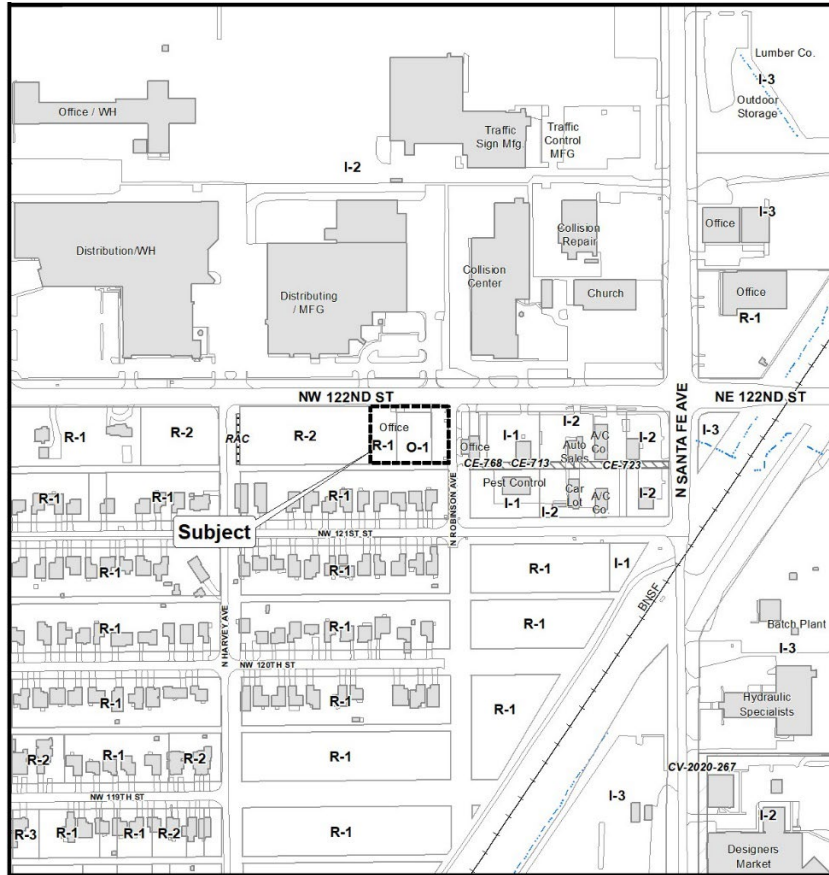 Lumber Co.
I-3
Outdoor
Storage
Office / WH
Traffic
Sign Mfg
Traffic
Control
MFG
I-2
I-3
Office
Collision
Repair
Distribution/WH
Distributing
/ MFG
Collision
Center
Church
Office
R-1
NW 122ND ST
NE 122ND ST
N SANTA FE AVE
R-1
R-2
RAC
R-2
Office
R-1
O-1
Office
I-1
I-2
Auto
Sales
A/C
Co
I-2
I-3
CE-768
CE-713
CE-723
R-1
R-1
R-1
N ROBINSON AVE
Pest Control
I-1
I-2
Car
Lot
A/C
Co.
I-2
Subject
NW 121ST ST
R-1
R-1
R-1
I-1
BNSF
R-1
R-1
N HARVEY AVE
NW 120TH ST
Batch Plant
I-3
R-1
R-1
R-1
Hydraulic
Specialists
R-2
R-1
R-2
R-1
CV-2020-267
NW 119TH ST
R-3
R-1
R-1
R-2
R-1
I-3
I-2
Designers
Market